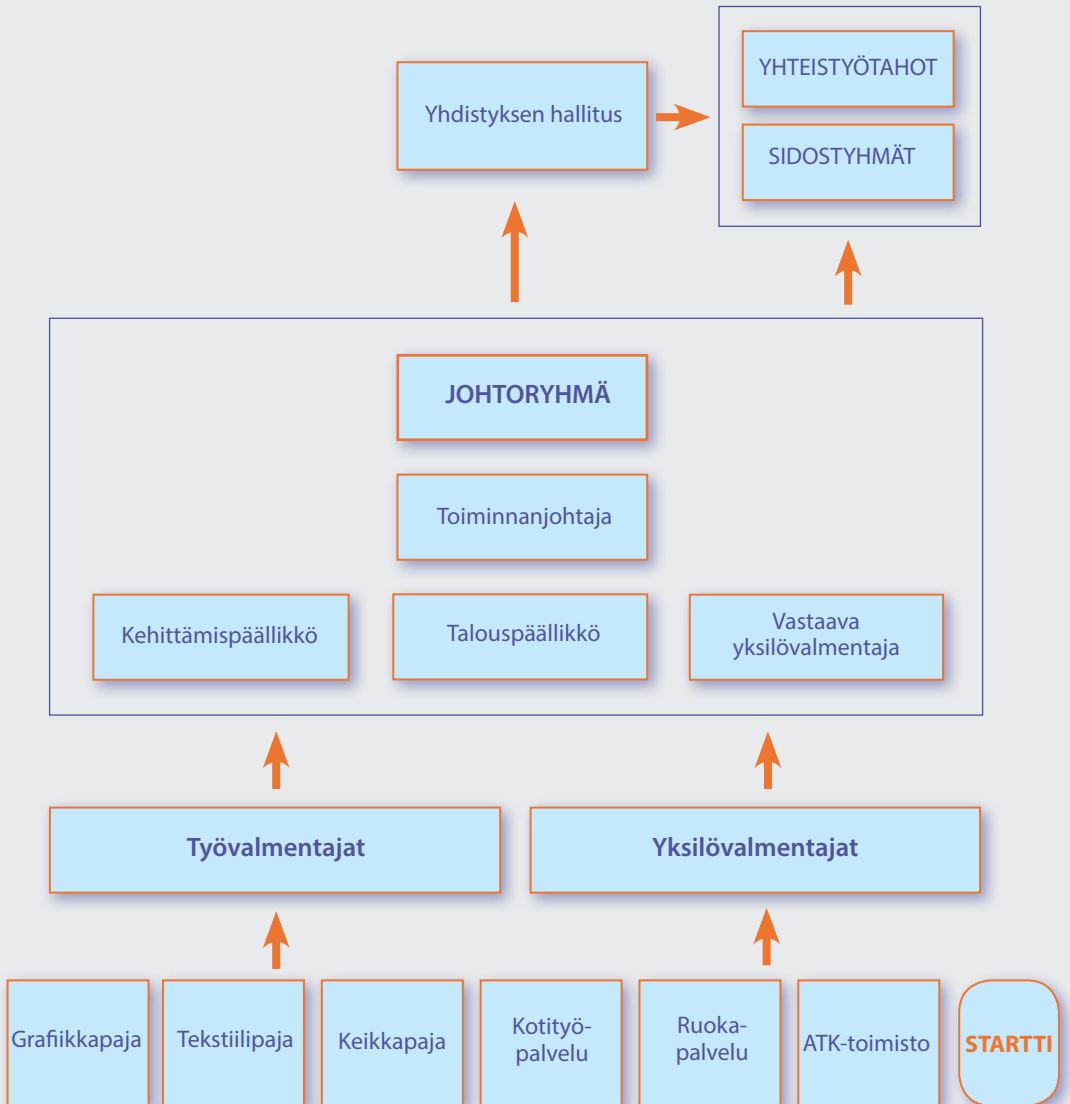 YHTEISTYÖTAHOT
Yhdistyksen hallitus
SIDOSTYHMÄT
JOHTORYHMÄ
Toiminnanjohtaja
Kehittämispäällikkö
Talouspäällikkö
Vastaava
yksilövalmentaja
Työvalmentajat
Yksilövalmentajat
Grafiikkapaja
Tekstiilipaja
Keikkapaja
Kotityö-
palvelu
Ruoka-
palvelu
ATK-toimisto
STARTTI